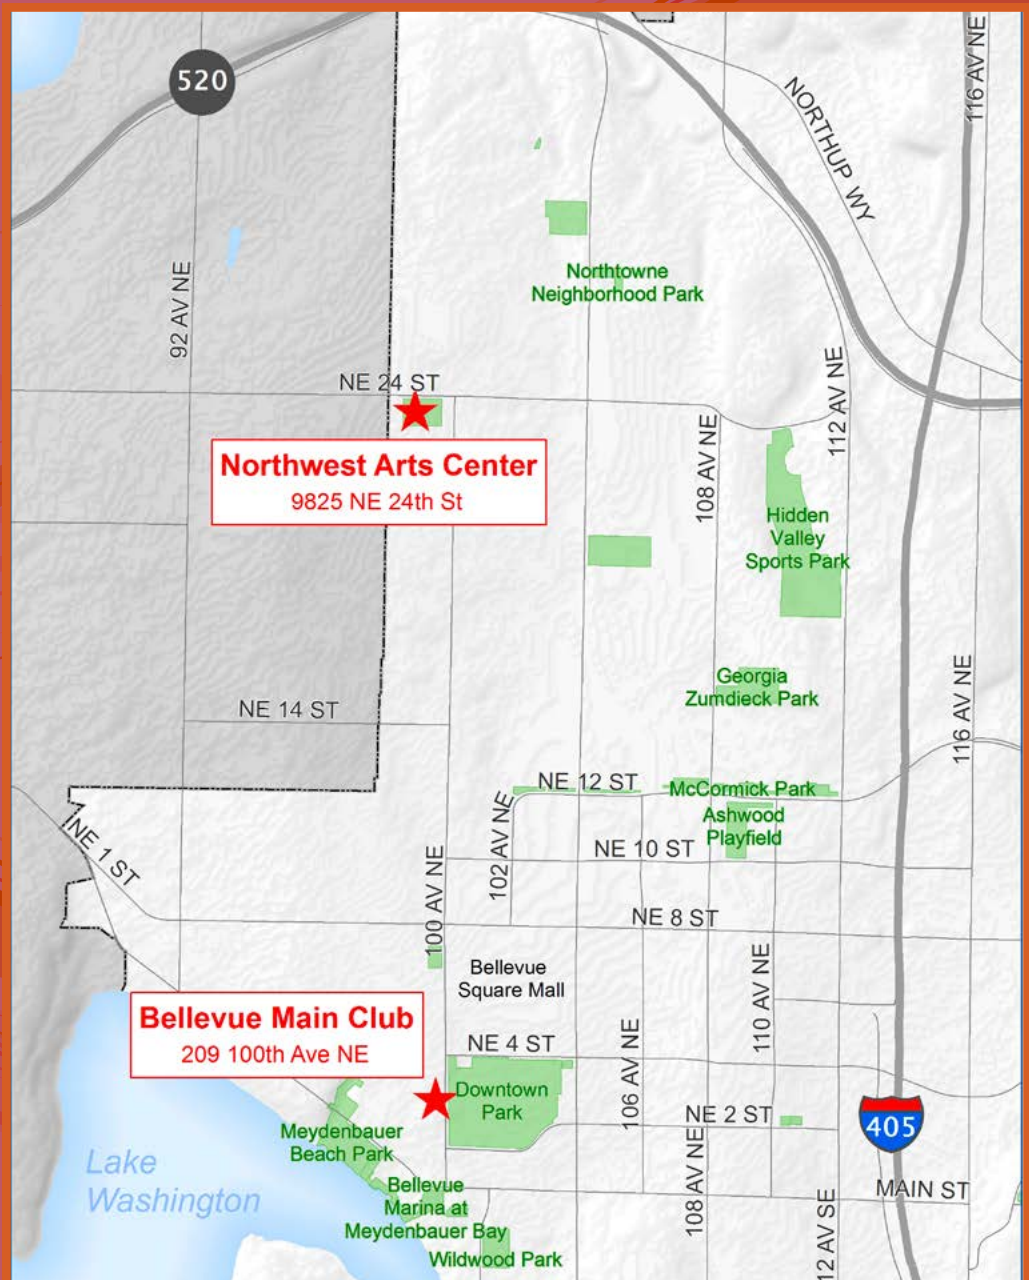 116 AV NE
520
NORTHUP WY
Northtowne
Neighborhood Park
92 AV NE
NE 24 ST
112 AV NE
108 AV NE
Northwest Arts Center
9825 NE 24th St
Hidden
Valley
Sports Park
Georgia
Zumdieck Park
116 AV NE
NE 14 ST
NE 12 ST
McCormick Park
Ashwood
Playfield
NE 1 ST
102 AV NE
NE 10 ST
100 AV NE
NE 8 ST
Bellevue
Square Mall
110 AV NE
Bellevue Main Club
209 100th Ave NE
NE 4 ST
106 AV NE
Downtown
Park
NE 2 ST
405
Meydenbauer
Beach Park
108 AV NE
Lake
Washington
Bellevue
Marina at
Meydenbauer Bay
MAIN ST
12 AV SE
Wildwood Park